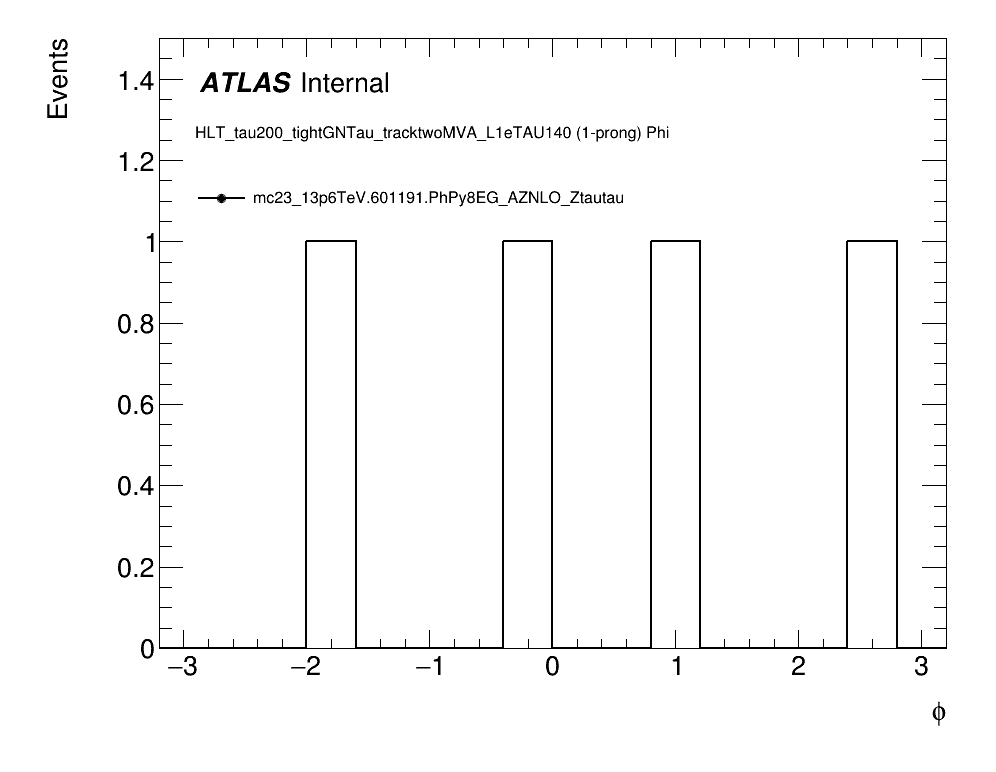 Events
ATLAS Internal
HLT_tau200_tightGNTau_tracktwoMVA_L1eTAU140 (1-prong) Phi
mc23_13p6TeV.601191.PhPy8EG_AZNLO_Ztautau
1.4
1.2
1
0.8
0.6
0.4
0.2
0
−3 −2 −1 0 1 2 3
ϕ